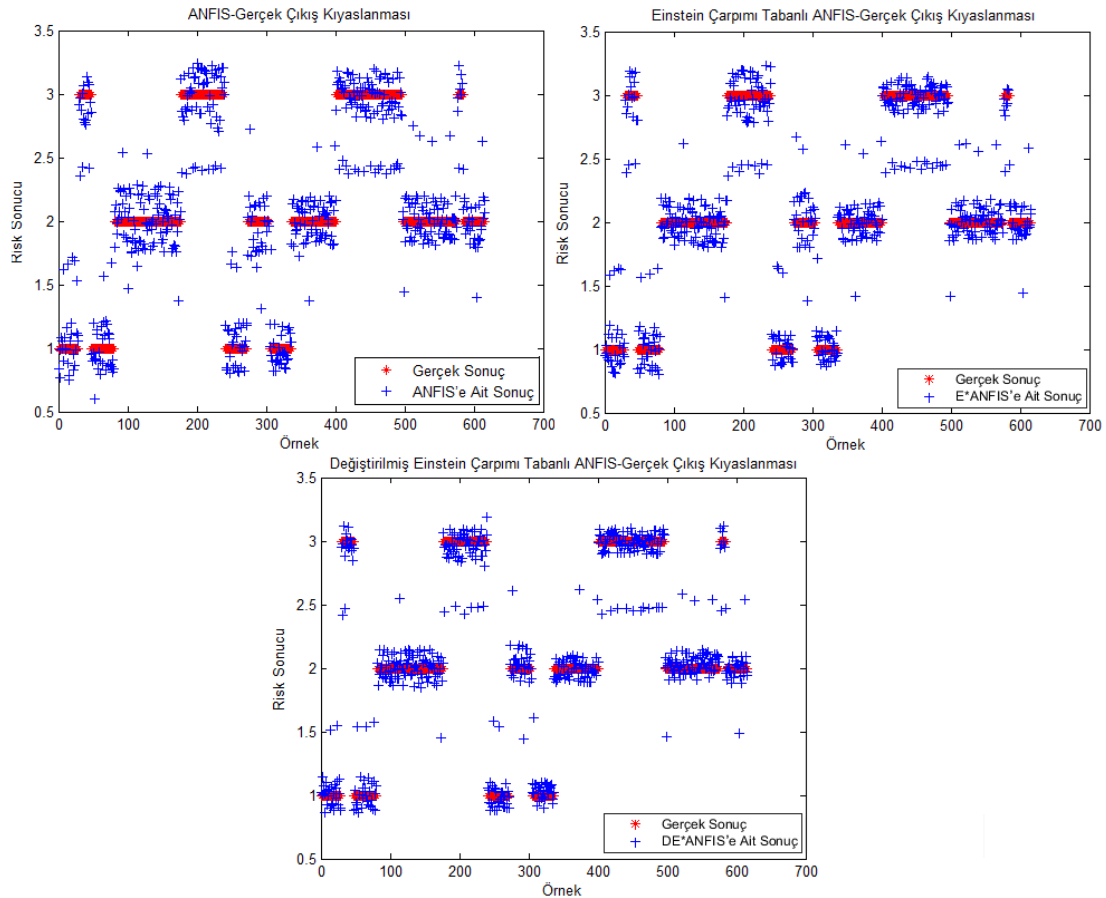 ANFIS-Gerçek Çıkış Kıyaslanması
3.5
3
2.5
2
1.5
1
0.5
Risk Sonucu
0 100 200 300 400 500 600 700
Örnek
Gerçek Sonuç
ANFIS'e Ait Sonuç
Einstein Çarpımı Tabanlı ANFIS-Gerçek Çıkış Kıyaslanması
3.5
3
2.5
2
1.5
1
0.5
Risk Sonucu
0 100 200 300 400 500 600 700
Örnek
Gerçek Sonuç
E*ANFIS'e Ait Sonuç
Değiştirilmiş Einstein Çarpımı Tabanlı ANFIS-Gerçek Çıkış Kıyaslanması
3.5
3
2.5
2
1.5
1
0.5
Risk Sonucu
0 100 200 300 400 500 600 700
Örnek
Gerçek Sonuç
DE*ANFIS'e Ait Sonuç